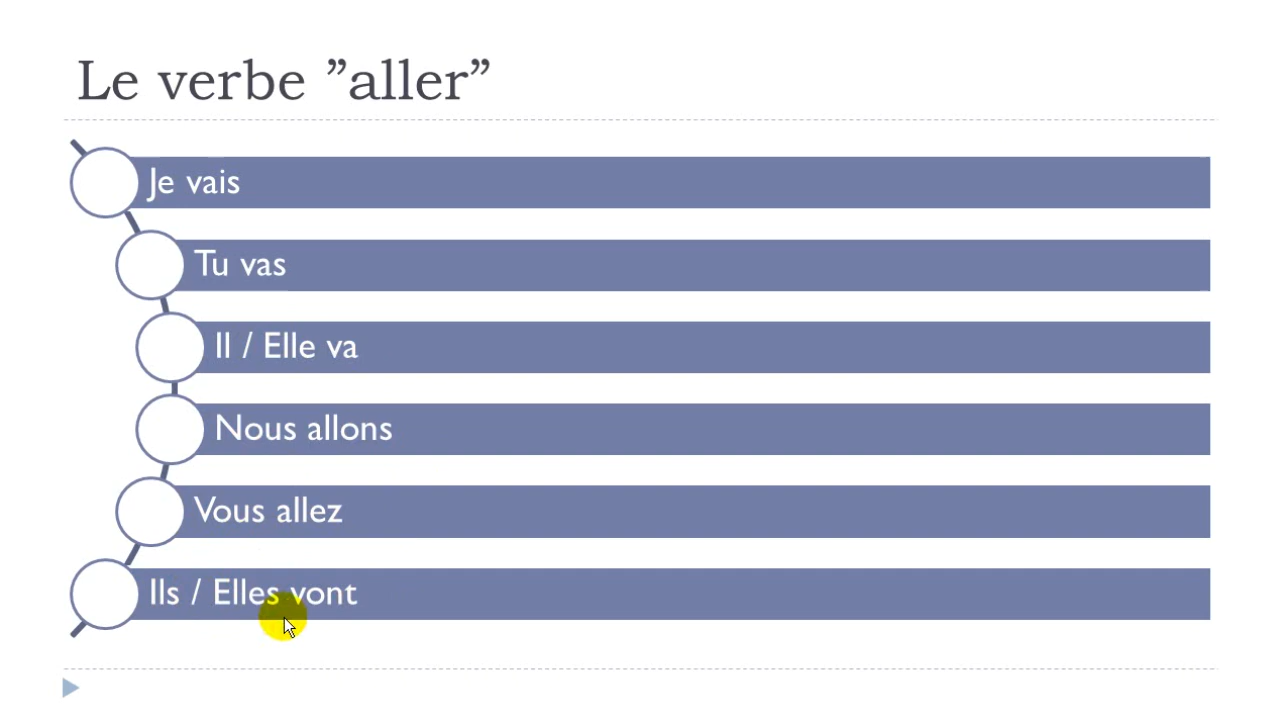 Le verbe ”aller”
Je vais
Tu vas
Il / Elle va
Nous allons
Vous allez
Ils / Elles vont